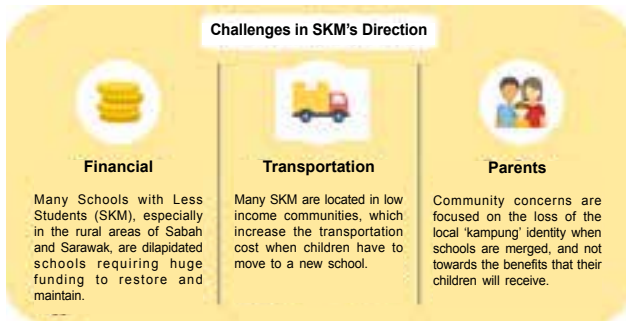 Challenges in SKM's Direction
Financial
Many Schools with Less
Students (SKM), especially
in the rural areas of Sabah
and Sarawak, are dilapidated
schools requiring huge
funding to restore and
maintain.
Transportation
Many SKM are located in low
income communities, which
increase the transportation
cost when children have to
move to a new school.
Parents
Community concerns are
focused on the loss of the
local 'kampung' identity when
schools are merged, and not
towards the benefits that their
children will receive.